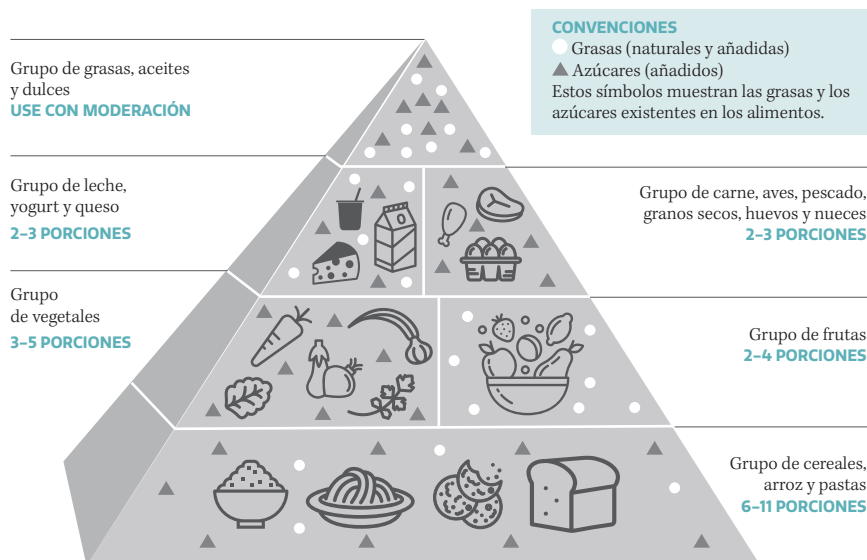 CONVENCIONES
Grasas (naturales y añadidas)
Azúcares (añadidos)
Estos símbolos muestran las grasas y los
azúcares existentes en los alimentos.
Grupo de grasas, aceites
y dulces
USE CON MODERACIÓN
Grupo de leche,
yogurt y queso
2–3 PORCIONES
Grupo de carne, aves, pescado,
granos secos, huevos y nueces
2–3 PORCIONES
Grupo
de vegetales
3–5 PORCIONES
Grupo de frutas
2–4 PORCIONES
Grupo de cereales,
arroz y pastas
6–11 PORCIONES